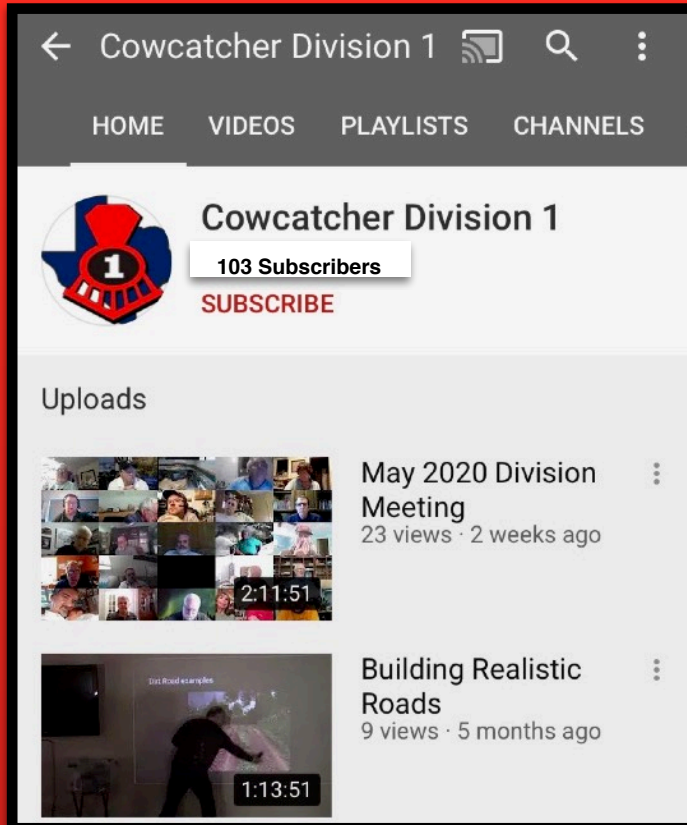 Cowcatcher Division 1
HOME VIDEOS PLAYLISTS CHANNELS
1
Cowcatcher Division 1
103 Subscribers
SUBSCRIBE
Uploads
May 2020 Division
Meeting
23 views · 2 weeks ago
2:11:51
Dirt Road examples
Building Realistic
Roads
9 views · 5 months ago
1:13:51